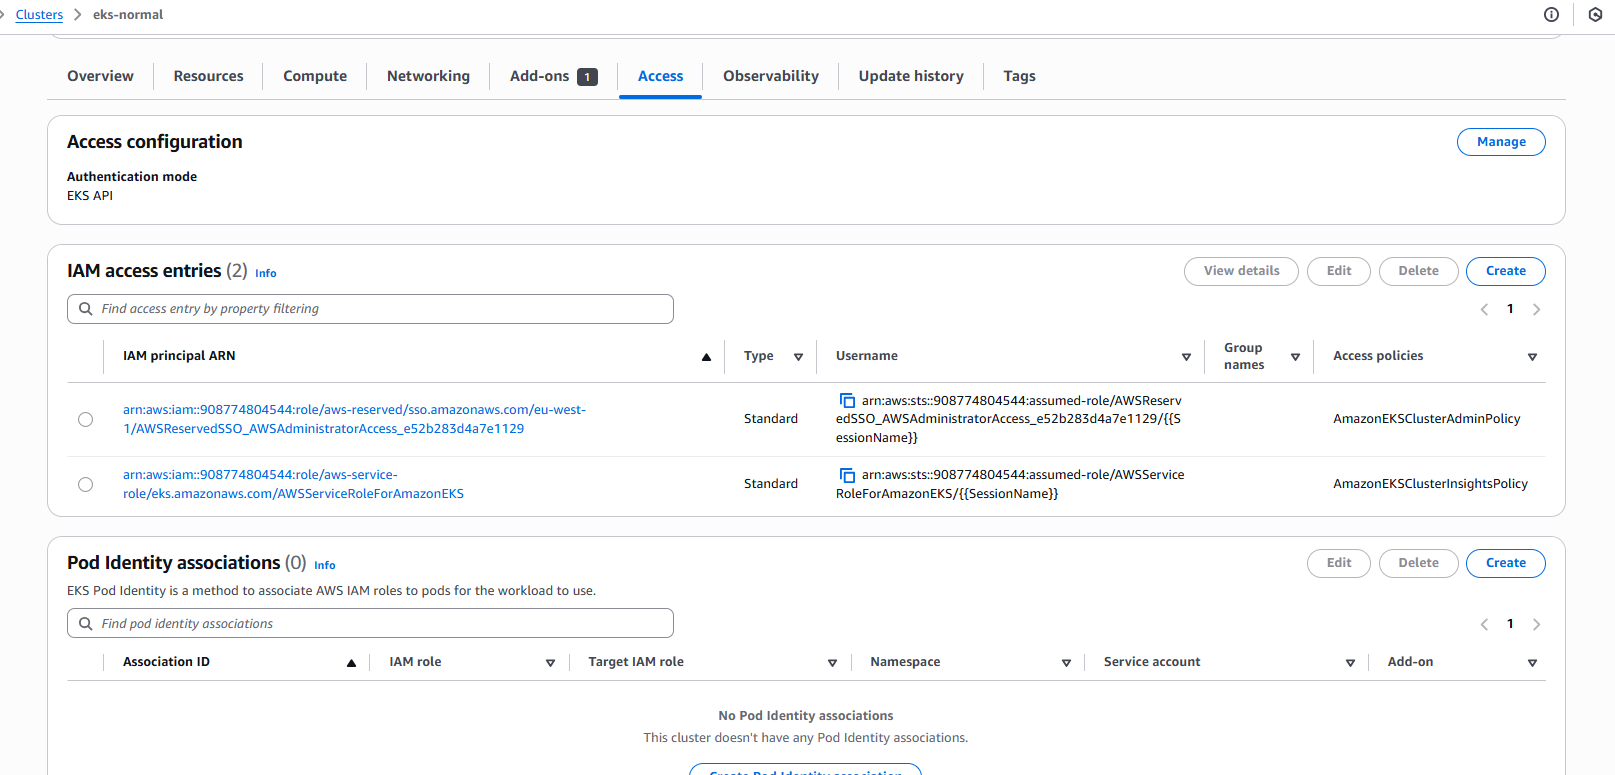 Clusters > eks-normal
Overview Resources Compute Networking Add-ons 1 Access Observability Update history Tags
Access configuration
Manage
Authentication mode
EKS API
IAM access entries (2) Info
View details Edit Delete Create
Find access entry by property filtering
1
IAM principal ARN Type Username Group names Access policies
arn:aws:iam::908774804544:role/aws-reserved/sso.amazonaws.com/eu-west-
1/AWSReservedSSO_AWSAdministratorAccess_e52b283d4a7e1129
Standard
arn:aws:sts::908774804544:assumed-role/AWSReserv
edSSO_AWSAdministratorAccess_e52b283d4a7e1129/{{S
essionName}}
AmazonEKSClusterAdminPolicy
arn:aws:iam::908774804544:role/aws-service-
role/eks.amazonaws.com/AWSServiceRoleForAmazonEKS
Standard
arn:aws:sts::908774804544:assumed-role/AWSService
RoleForAmazonEKS/{{SessionName}}
AmazonEKSClusterInsightsPolicy
Pod Identity associations (0) Info
Edit Delete Create
EKS Pod Identity is a method to associate AWS IAM roles to pods for the workload to use.
Find pod identity associations
1
Association ID IAM role Target IAM role Namespace Service account Add-on
No Pod Identity associations
This cluster doesn't have any Pod Identity associations.
Create Pod Identity association